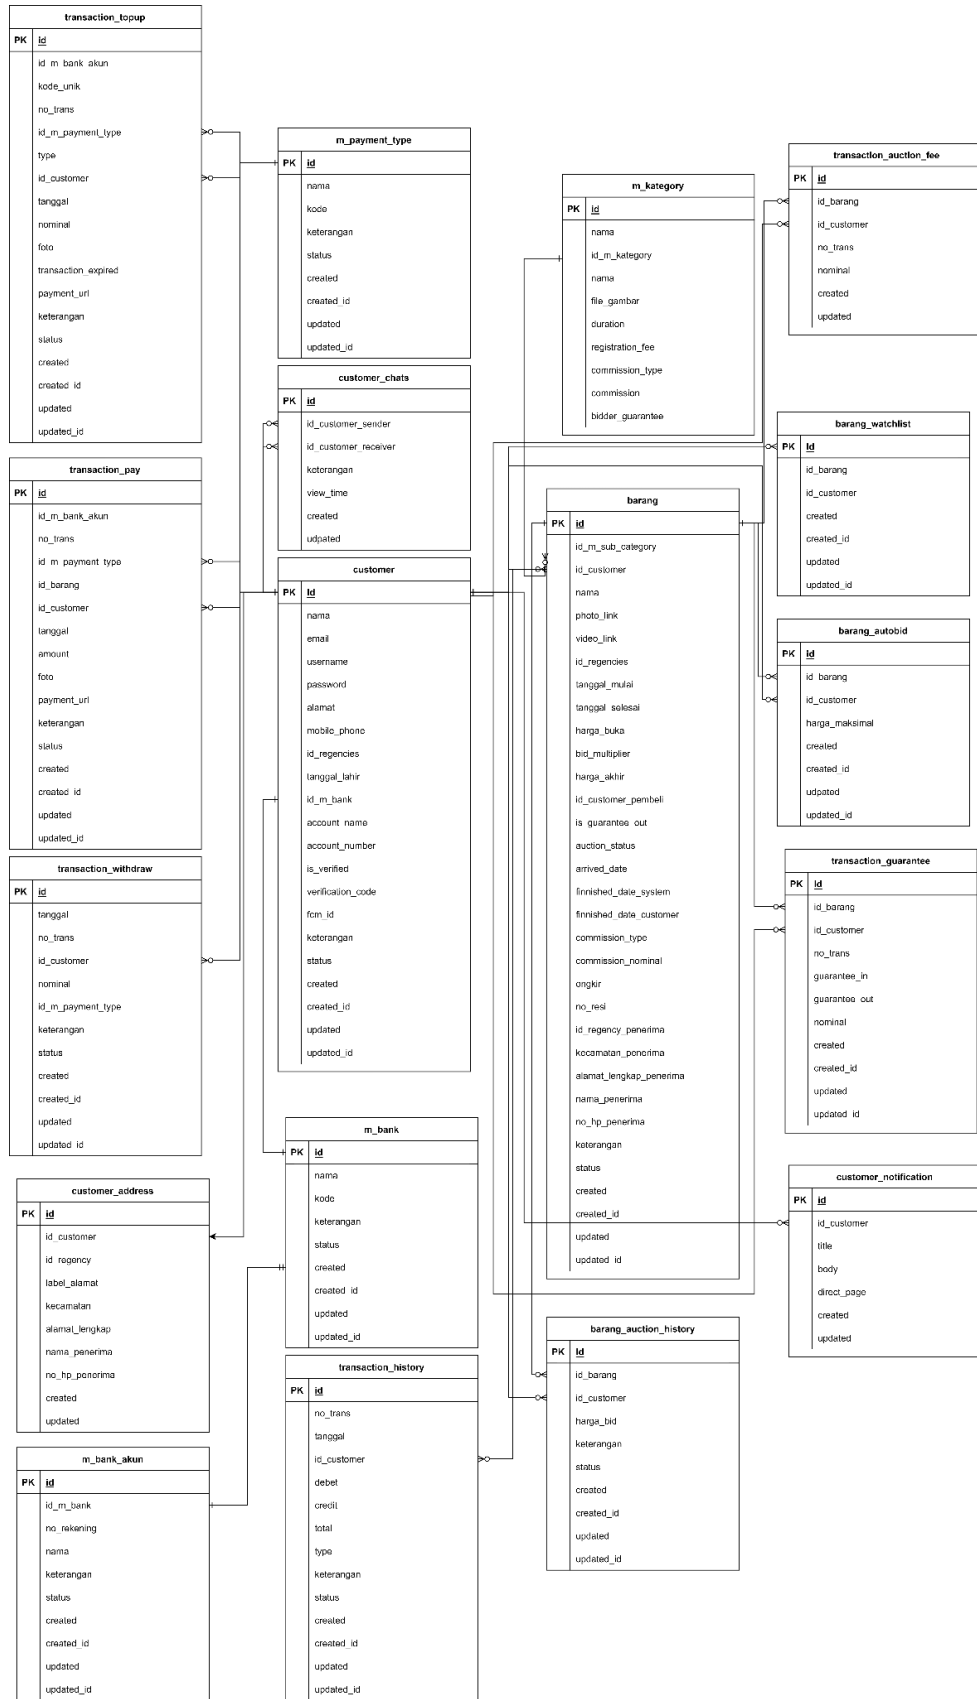 transaction_topup
PK id
id_m_bank_akun
kode_unik
no_trans
id_m_payment_type
type
id_customer
tanggal
nominal
foto
transaction_expired
payment_url
keterangan
status
created
created_id
updated
updated_id
transaction_pay
PK id
id_m_bank_akun
no_trans
id_m_payment_type
id_barang
id_customer
tanggal
amount
foto
payment_url
keterangan
status
created
created_id
updated
updated_id
transaction_withdraw
PK id
tanggal
no_trans
id_customer
nominal
id_m_payment_type
keterangan
status
created
created_id
updated
updated_id
customer_address
PK id
id_customer
id_regency
label_alamat
kecamatan
alamat_lengkap
nama_penerima
no_hp_penerima
created
updated
m_bank_akun
PK id
id_m_bank
no_rekening
nama
keterangan
status
created
created_id
updated
updated_id
m_payment_type
PK id
nama
kode
keterangan
status
created
created_id
updated
updated_id
customer_chats
PK id
id_customer_sender
id_customer_receiver
keterangan
view_time
created
udpated
customer
PK Id
nama
email
username
password
alamat
mobile_phone
id_regencies
tanggal_lahir
id_m_bank
account_name
account_number
is_verified
verification_code
fcm_id
keterangan
status
created
created_id
updated
updated_id
m_bank
PK id
nama
kode
keterangan
status
created
created_id
updated
updated_id
transaction_history
PK id
no_trans
tanggal
id_customer
debet
credit
total
type
keterangan
status
created
created_id
updated
updated_id
m_kategory
PK id
nama
id_m_kategory
nama
file_gambar
duration
registration_fee
commission_type
commission
bidder_guarantee
barang
PK id
id_m_sub_category
id_customer
nama
photo_link
video_link
id_regencies
tanggal_mulai
tanggal_selesai
harga_buka
bid_multiplier
harga_akhir
id_customer_pembeli
is_guarantee_out
auction_status
arrived_date
finnished_date_system
finnished_date_customer
commission_type
commission_nominal
ongkir
no_resi
id_regency_penerima
kecamatan_penerima
alamat_lengkap_penerima
nama_penerima
no_hp_penerima
keterangan
status
created
created_id
updated
updated_id
barang_auction_history
PK Id
id_barang
id_customer
harga_bid
keterangan
status
created
created_id
updated
updated_id
transaction_auction_fee
PK id
id_barang
id_customer
no_trans
nominal
created
updated
barang_watchlist
PK Id
id_barang
id_customer
created
created_id
updated
updated_id
barang_autobid
PK id
id_barang
id_customer
harga_maksimal
created
created_id
udpated
updated_id
transaction_guarantee
PK Id
id_barang
id_customer
no_trans
guarantee_in
guarantee_out
nominal
created
created_id
updated
updated_id
customer_notification
PK id
id_customer
title
body
direct_page
created
updated